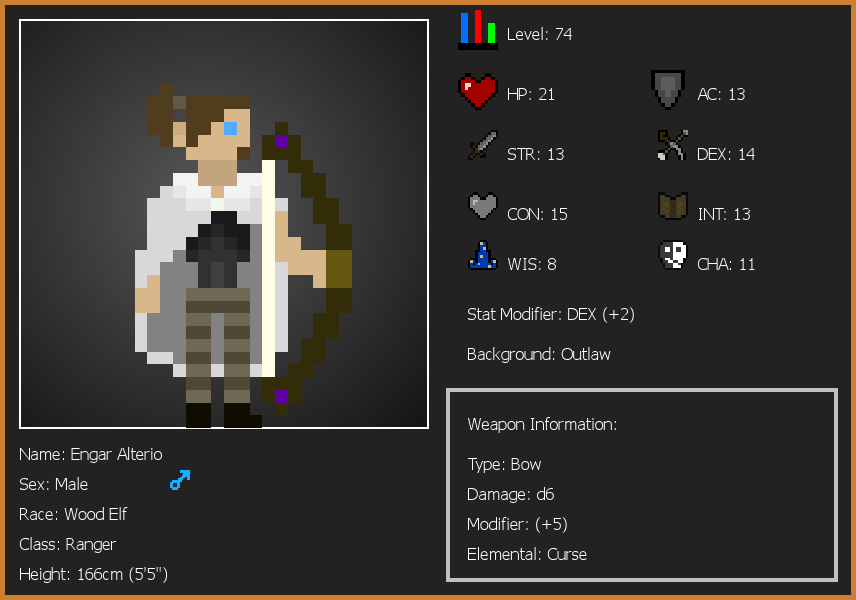 Level: 74
HP: 21
AC: 13
STR: 13
DEX: 14
CON: 15
INT: 13
WIS: 8
CHA: 11
Stat Modifier: DEX (+2)
Background: Outlaw
Weapon Information:
Type: Bow
Damage: d6
Modifier: (+5)
Elemental: Curse
Name: Engar Alterio
Sex: Male
Race: Wood Elf
Class: Ranger
Height: 166cm (5'5")